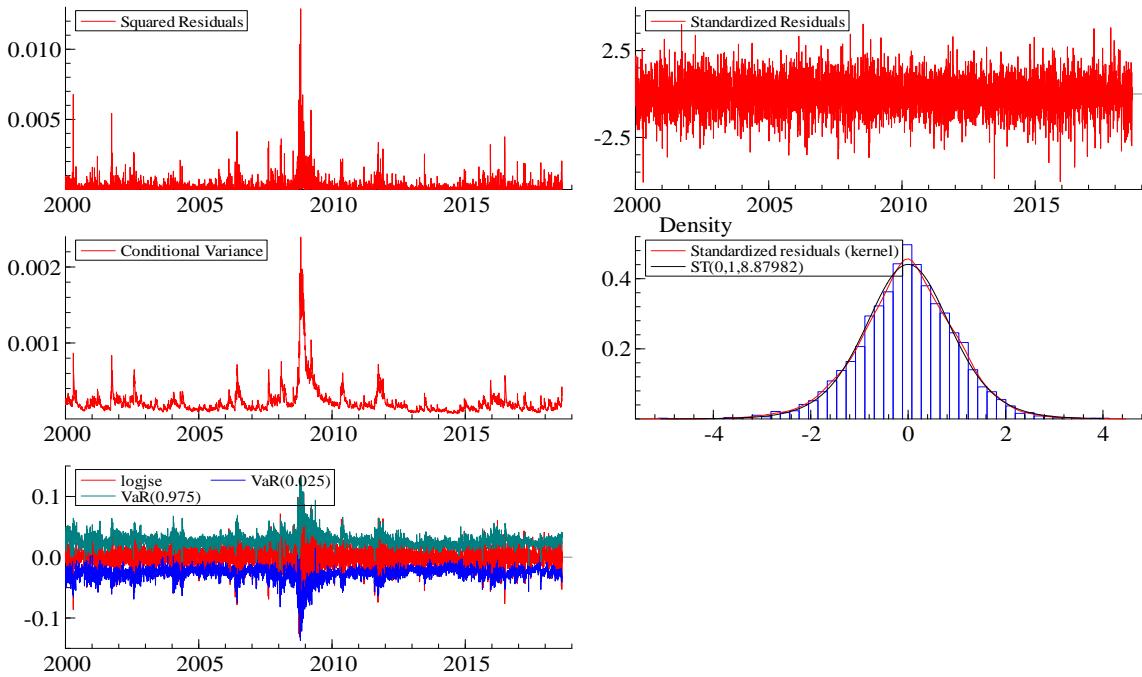 Squared Residuals
0.010
0.005
2000 2005 2010 2015
Standardized Residuals
2.5
-2.5
2000 2005 2010 2015
Conditional Variance
0.002
0.001
2000 2005 2010 2015
Density
Standardized residuals (kernel)
ST(0,1,8.87982)
0.4
0.2
-4 -2 0 2 4
logjse VaR(0.025)
VaR(0.975)
0.1
0.0
-0.1
2000 2005 2010 2015